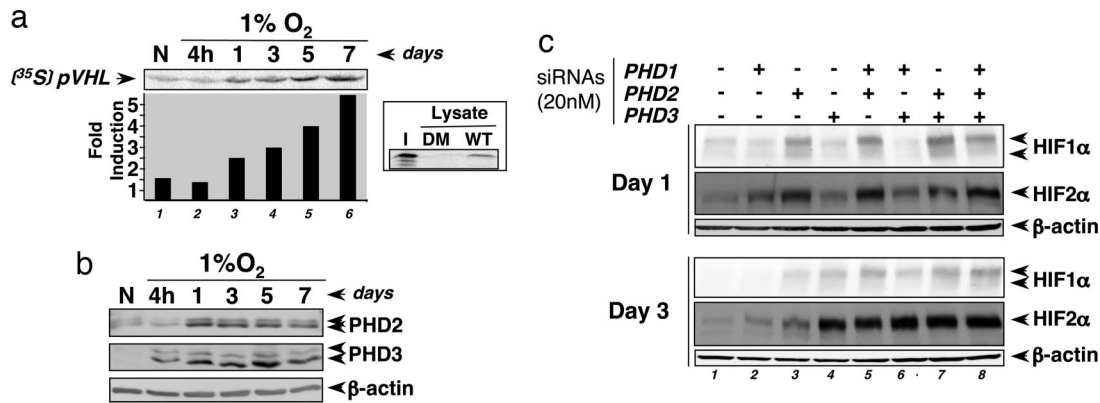 a
1% O₂
N 4h 1 3 5 7 days
(³⁵S) pVHL
Fold Induction
5
4
3
2
1
1 2 3 4 5 6
Lysate
I DM WT
b
1%O₂
N 4h 1 3 5 7 days
PHD2
PHD3
β-actin
c
siRNAs
(20nM)
PHD1 - + - - + + - +
PHD2 - - + - + - + +
PHD3 - - - + - + + +
Day 1
HIF1α
HIF2α
β-actin
Day 3
HIF1α
HIF2α
β-actin
1 2 3 4 5 6 7 8